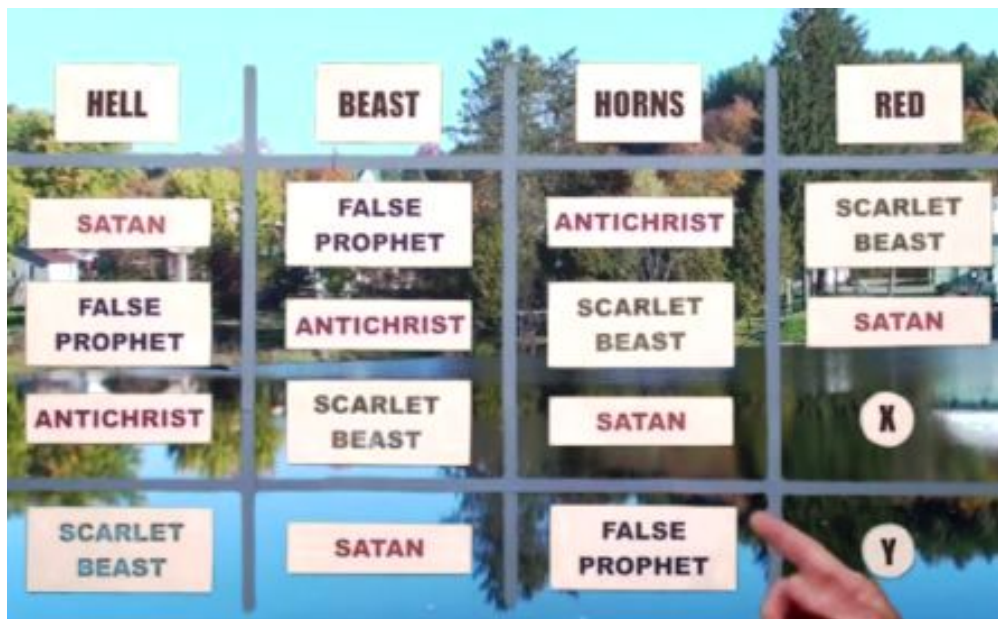 HELL BEAST HORNS RED
SATAN FALSE PROPHET ANTICHRIST SCARLET BEAST
FALSE PROPHET ANTICHRIST SCARLET BEAST SATAN
ANTICHRIST SCARLET BEAST SATAN X
SCARLET BEAST SATAN FALSE PROPHET Y